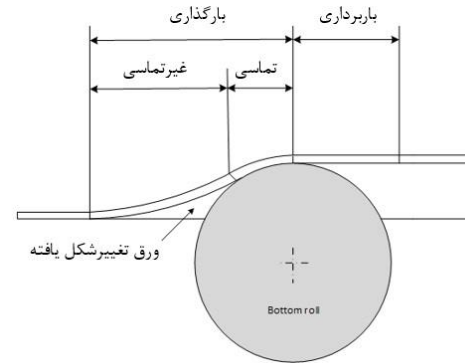 باربرداری
بارگذاری
تماسی
غیرتماسی
ورق تغییرشکل یافته
Bottom roll